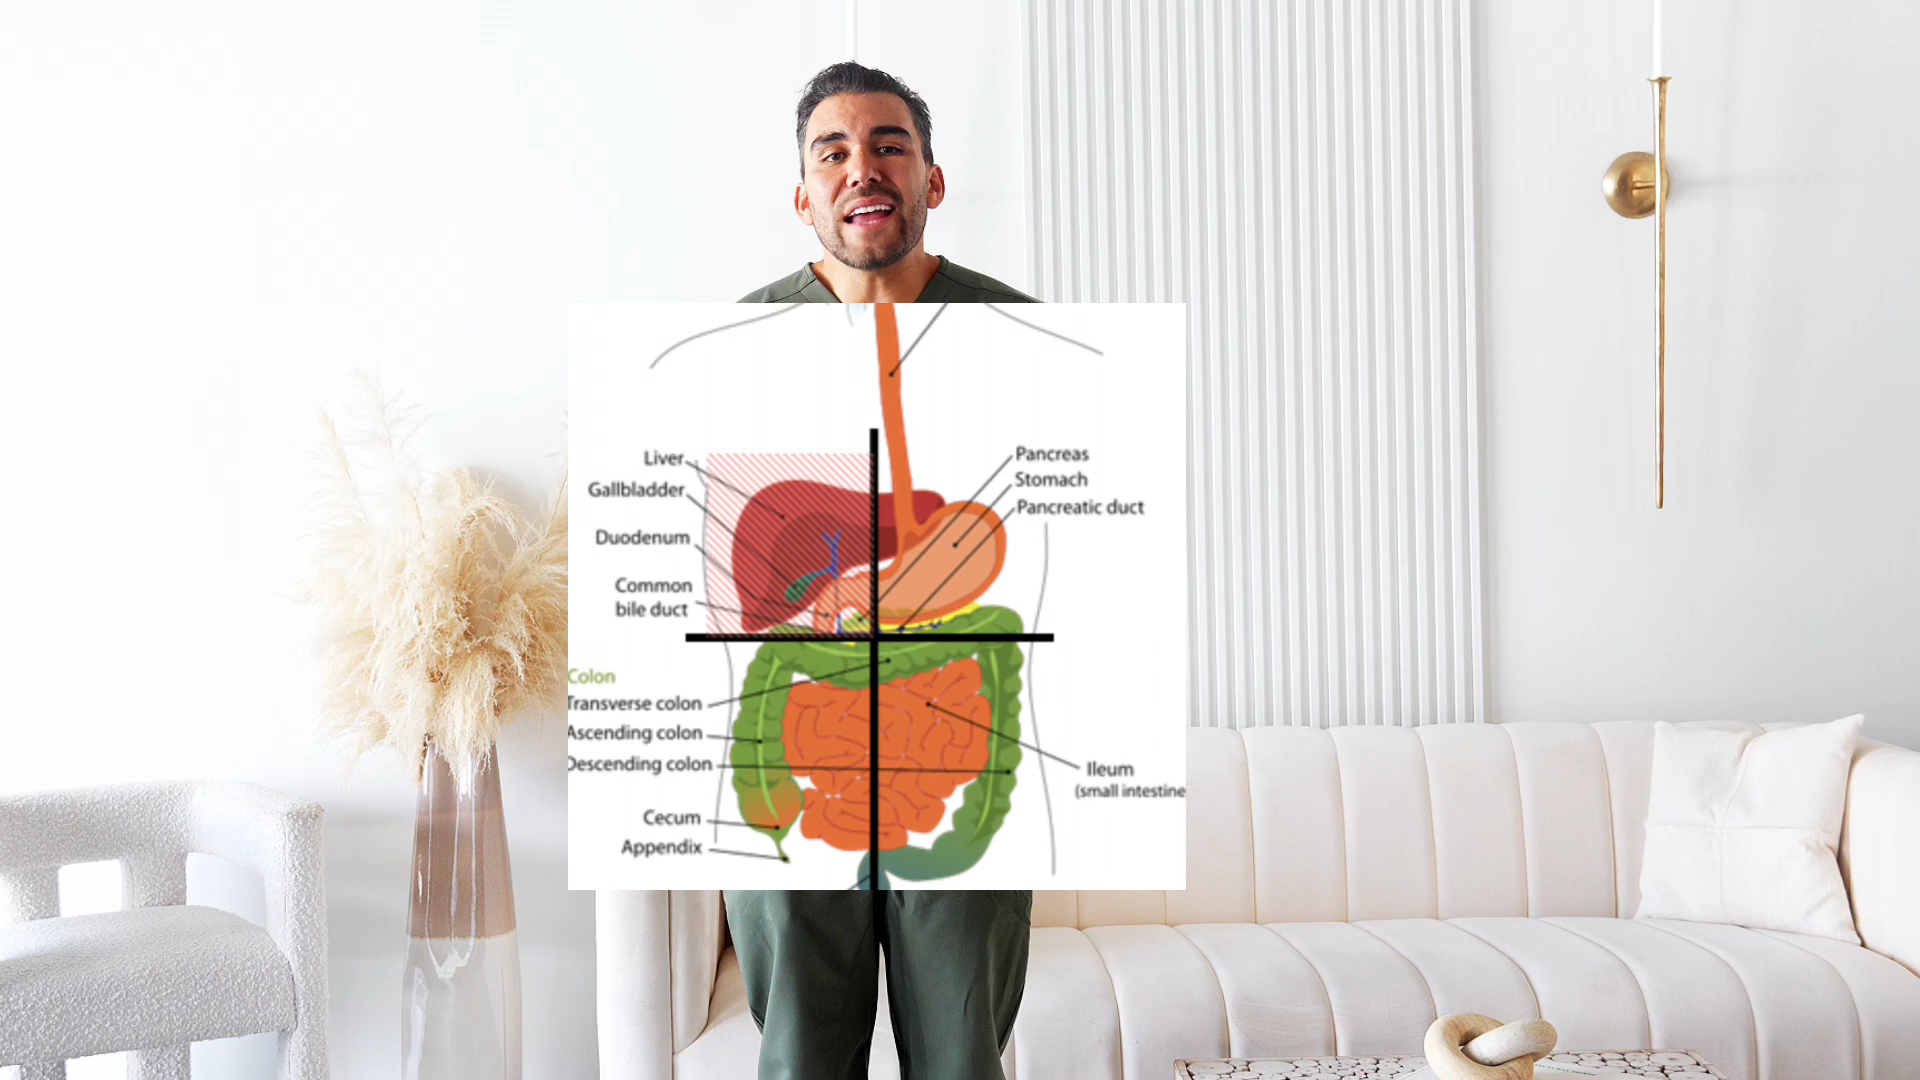 Liver
Gallbladder
Duodenum
Common
bile duct
Pancreas
Stomach
Pancreatic duct
Colon
Transverse colon
Ascending colon
Descending colon
Cecum
Appendix
Ileum
(small intestine